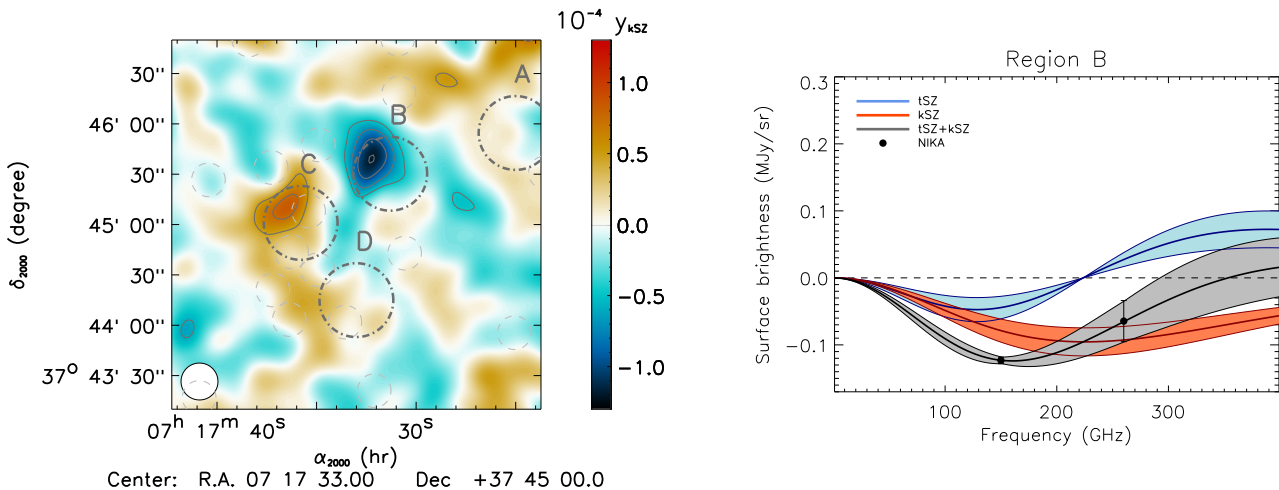 10⁻⁴ y_kSZ
1.0
0.5
0.0
−0.5
−1.0
A
B
C
D
30''
46' 00''
30''
45' 00''
30''
44' 00''
37° 43' 30''
δ₂₀₀₀ (degree)
07ʰ 17ᵐ 40ˢ
30ˢ
α₂₀₀₀ (hr)
Center: R.A. 07 17 33.00 Dec +37 45 00.0
Region B
tSZ
kSZ
tSZ+kSZ
NIKA
0.3
0.2
0.1
0.0
−0.1
Surface brightness (MJy/sr)
100
200
300
Frequency (GHz)